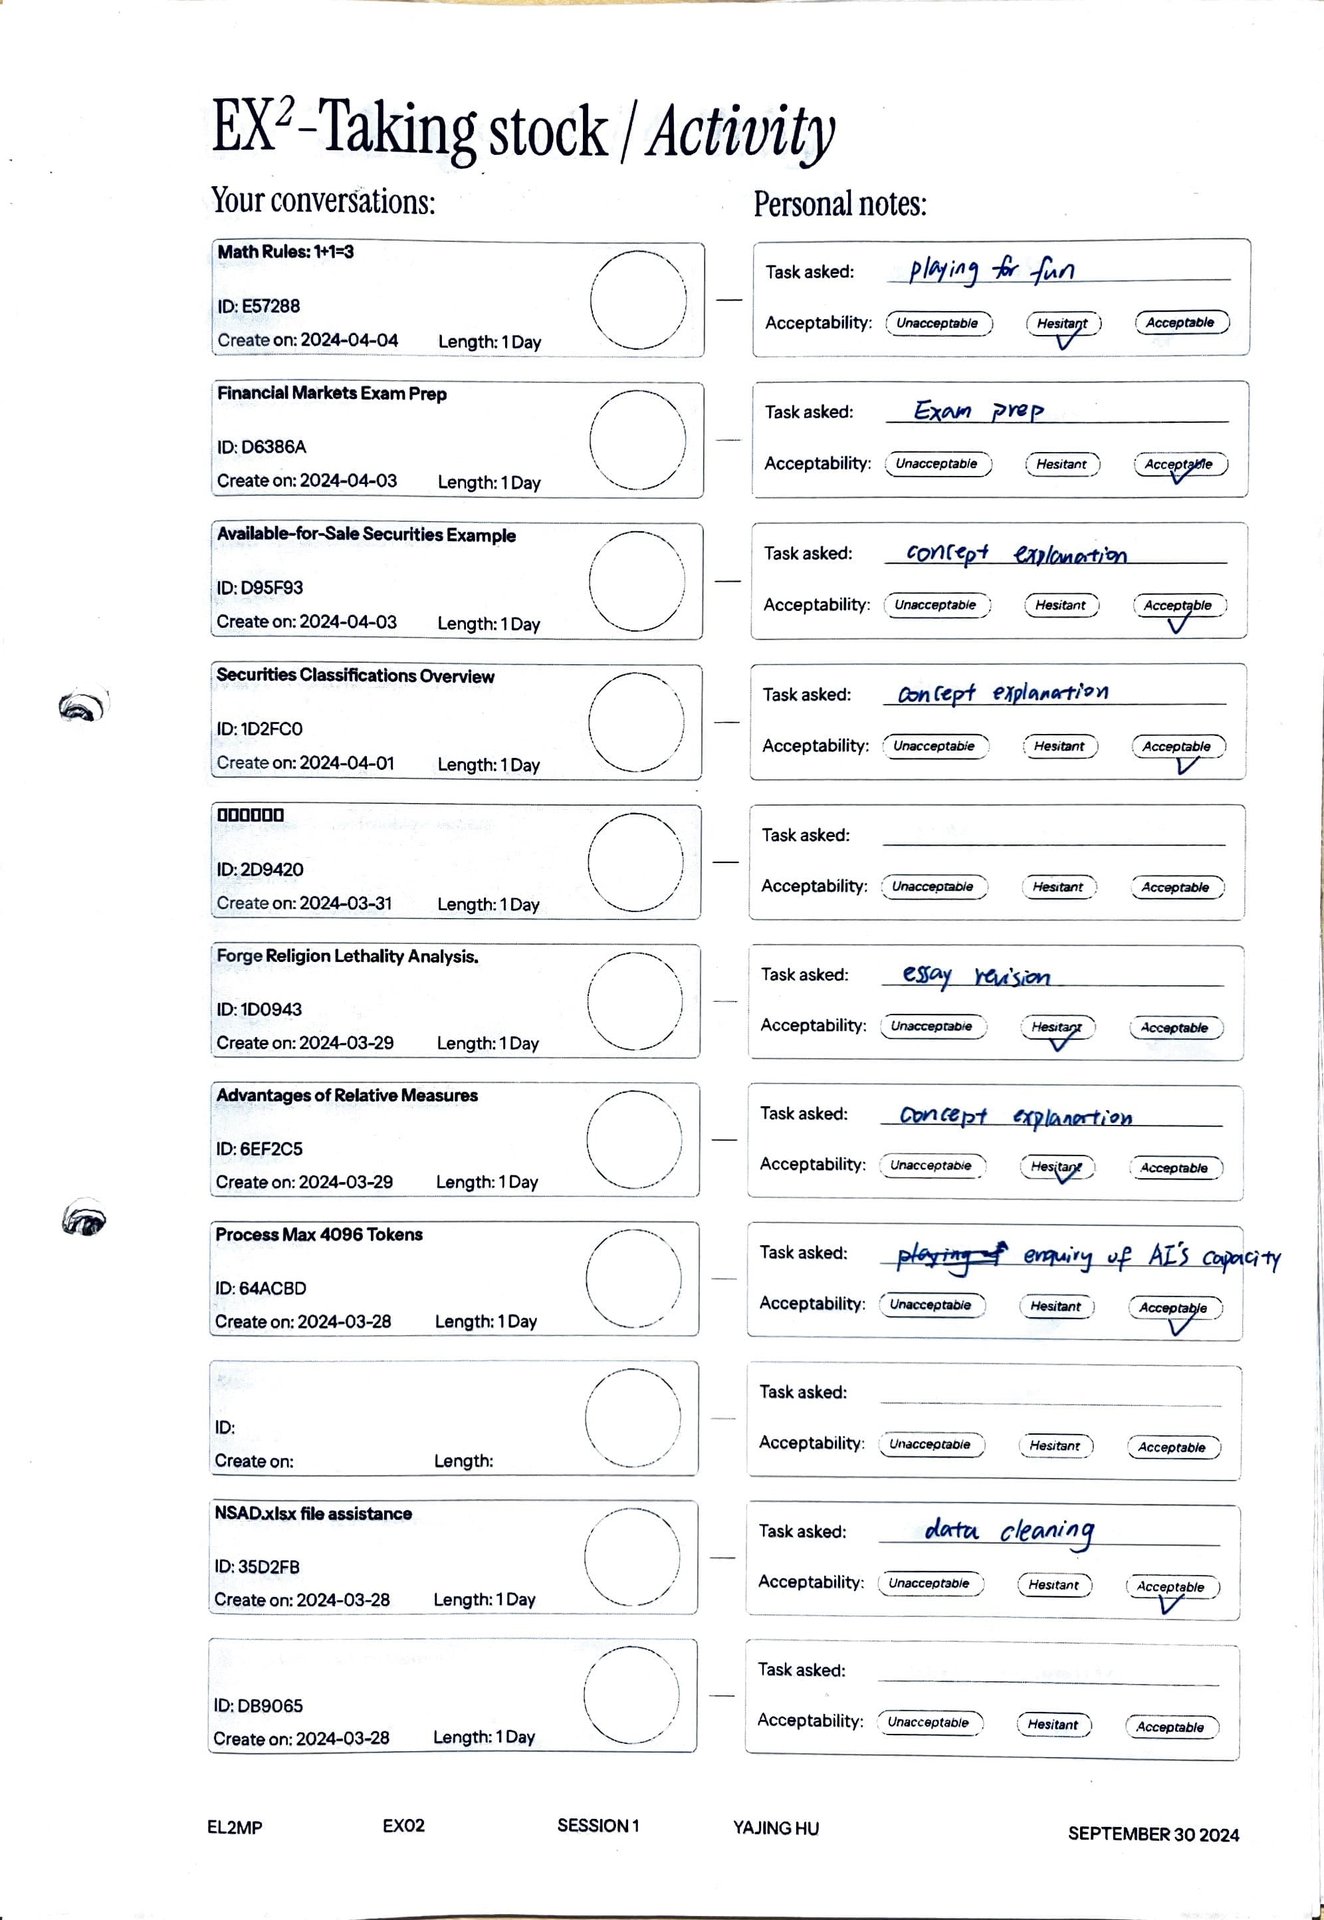 EX²-Taking stock / Activity
Your conversations:
Personal notes:
Math Rules: 1+1=3
ID: E57288
Create on: 2024-04-04 Length: 1 Day
Task asked: playing for fun
Acceptability: Unacceptable Hesitant Acceptable
Financial Markets Exam Prep
ID: D6386A
Create on: 2024-04-03 Length: 1 Day
Task asked: Exam prep
Acceptability: Unacceptable Hesitant Acceptable
Available-for-Sale Securities Example
ID: D95F93
Create on: 2024-04-03 Length: 1 Day
Task asked: concept explanation
Acceptability: Unacceptable Hesitant Acceptable
Securities Classifications Overview
ID: 1D2FC0
Create on: 2024-04-01 Length: 1 Day
Task asked: concept explanation
Acceptability: Unacceptable Hesitant Acceptable
ID: 2D9420
Create on: 2024-03-31 Length: 1 Day
Task asked:
Acceptability: Unacceptable Hesitant Acceptable
Forge Religion Lethality Analysis.
ID: 1D0943
Create on: 2024-03-29 Length: 1 Day
Task asked: essay revision
Acceptability: Unacceptable Hesitant Acceptable
Advantages of Relative Measures
ID: 6EF2C5
Create on: 2024-03-29 Length: 1 Day
Task asked: concept explanation
Acceptability: Unacceptable Hesitant Acceptable
Process Max 4096 Tokens
ID: 64ACBD
Create on: 2024-03-28 Length: 1 Day
Task asked: playing enquiry of AI's capacity
Acceptability: Unacceptable Hesitant Acceptable
ID:
Create on: Length:
Task asked:
Acceptability: Unacceptable Hesitant Acceptable
NSAD.xlsx file assistance
ID: 35D2FB
Create on: 2024-03-28 Length: 1 Day
Task asked: data cleaning
Acceptability: Unacceptable Hesitant Acceptable
ID: DB9065
Create on: 2024-03-28 Length: 1 Day
Task asked:
Acceptability: Unacceptable Hesitant Acceptable
EL2MP EX02 SESSION 1 YAJING HU SEPTEMBER 30 2024